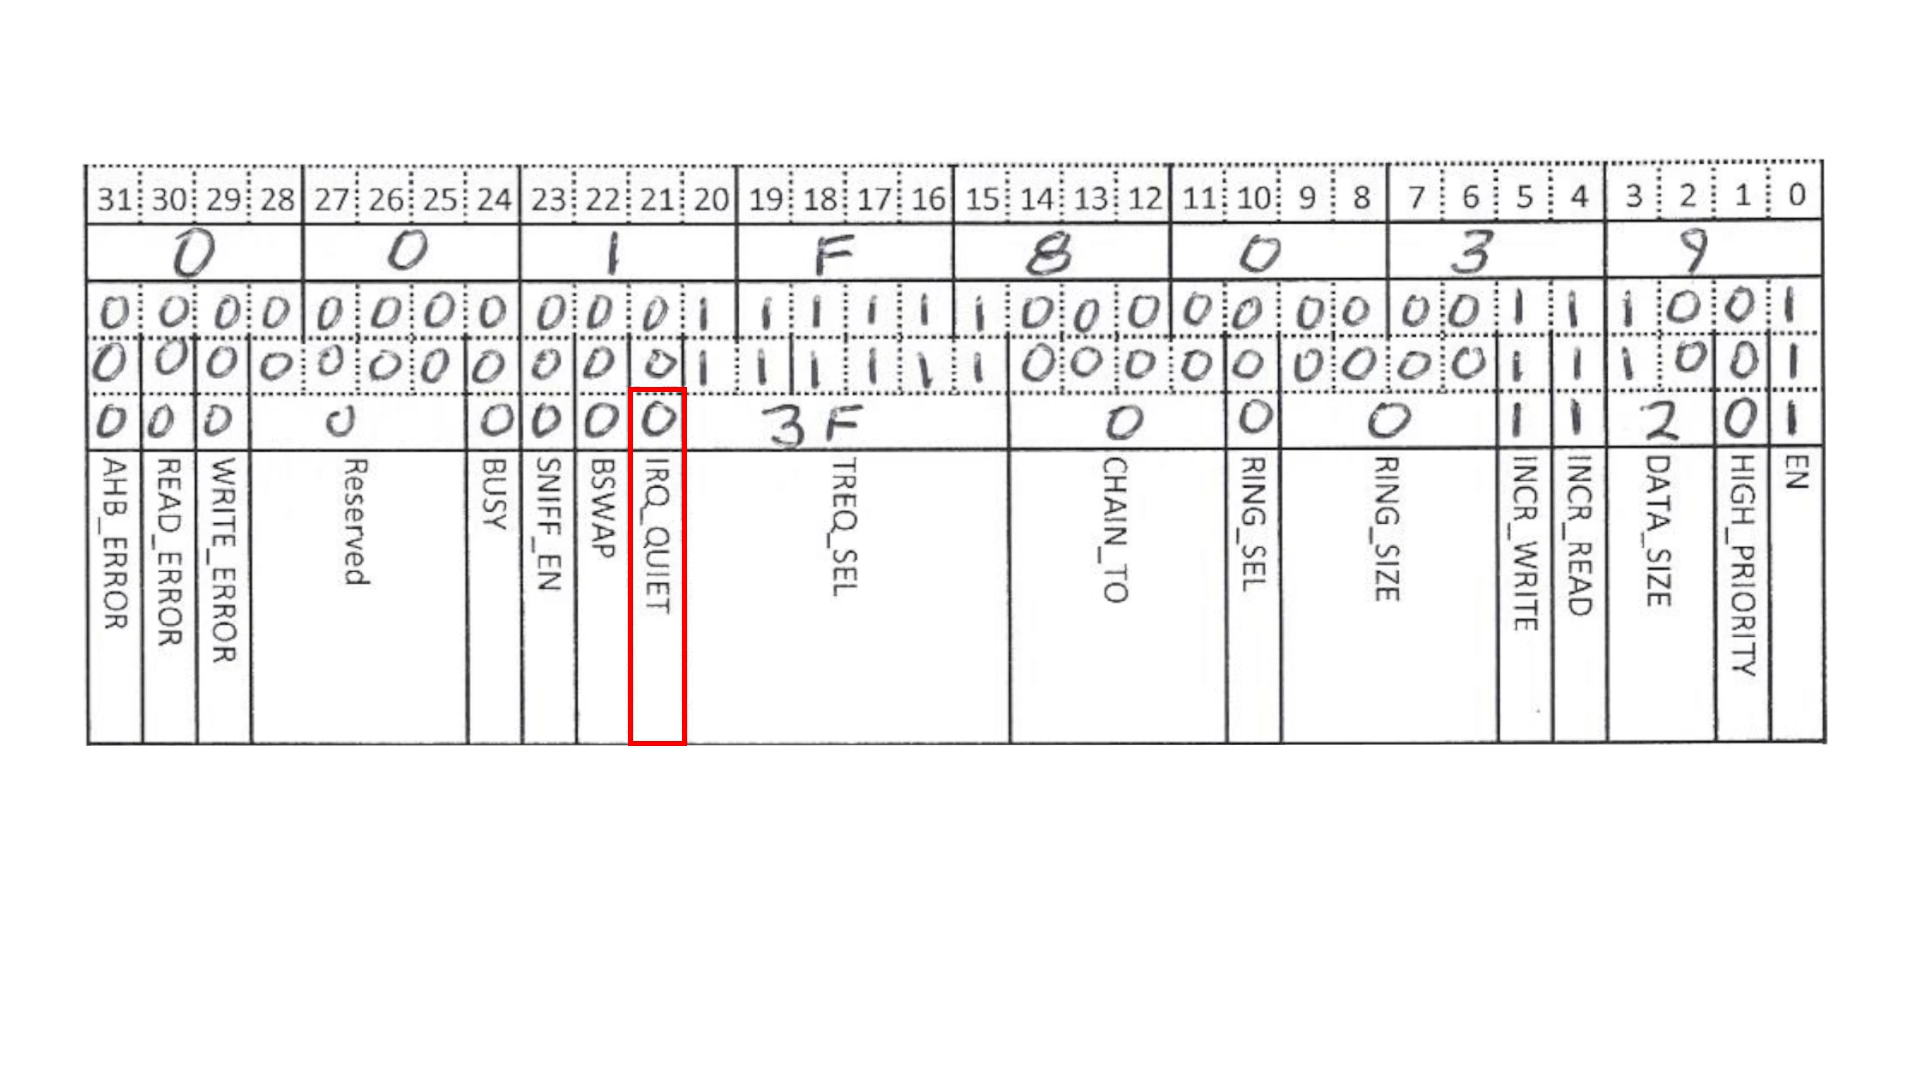 31 30 29 28 27 26 25 24 23 22 21 20 19 18 17 16 15 14 13 12 11 10 9 8 7 6 5 4 3 2 1 0
0 0 1 F 8 0 3 9
0 0 0 0 0 0 0 0 0 0 0 1 1 1 1 1 1 0 0 0 0 0 0 0 0 0 1 1 1 0 0 1
0 0 0 0 0 0 0 0 0 0 0 1 1 1 1 1 1 0 0 0 0 0 0 0 0 0 1 1 1 0 0 1
0 0 0 0 0 0 0 0 3F 0 0 0 1 1 2 0 1
AHB_ERROR
READ_ERROR
WRITE_ERROR
Reserved
BUSY
SNIFF_EN
BSWAP
IRQ_QUIET
TREQ_SEL
CHAIN_TO
RING_SEL
RING_SIZE
INCR_WRITE
INCR_READ
DATA_SIZE
HIGH_PRIORITY
EN